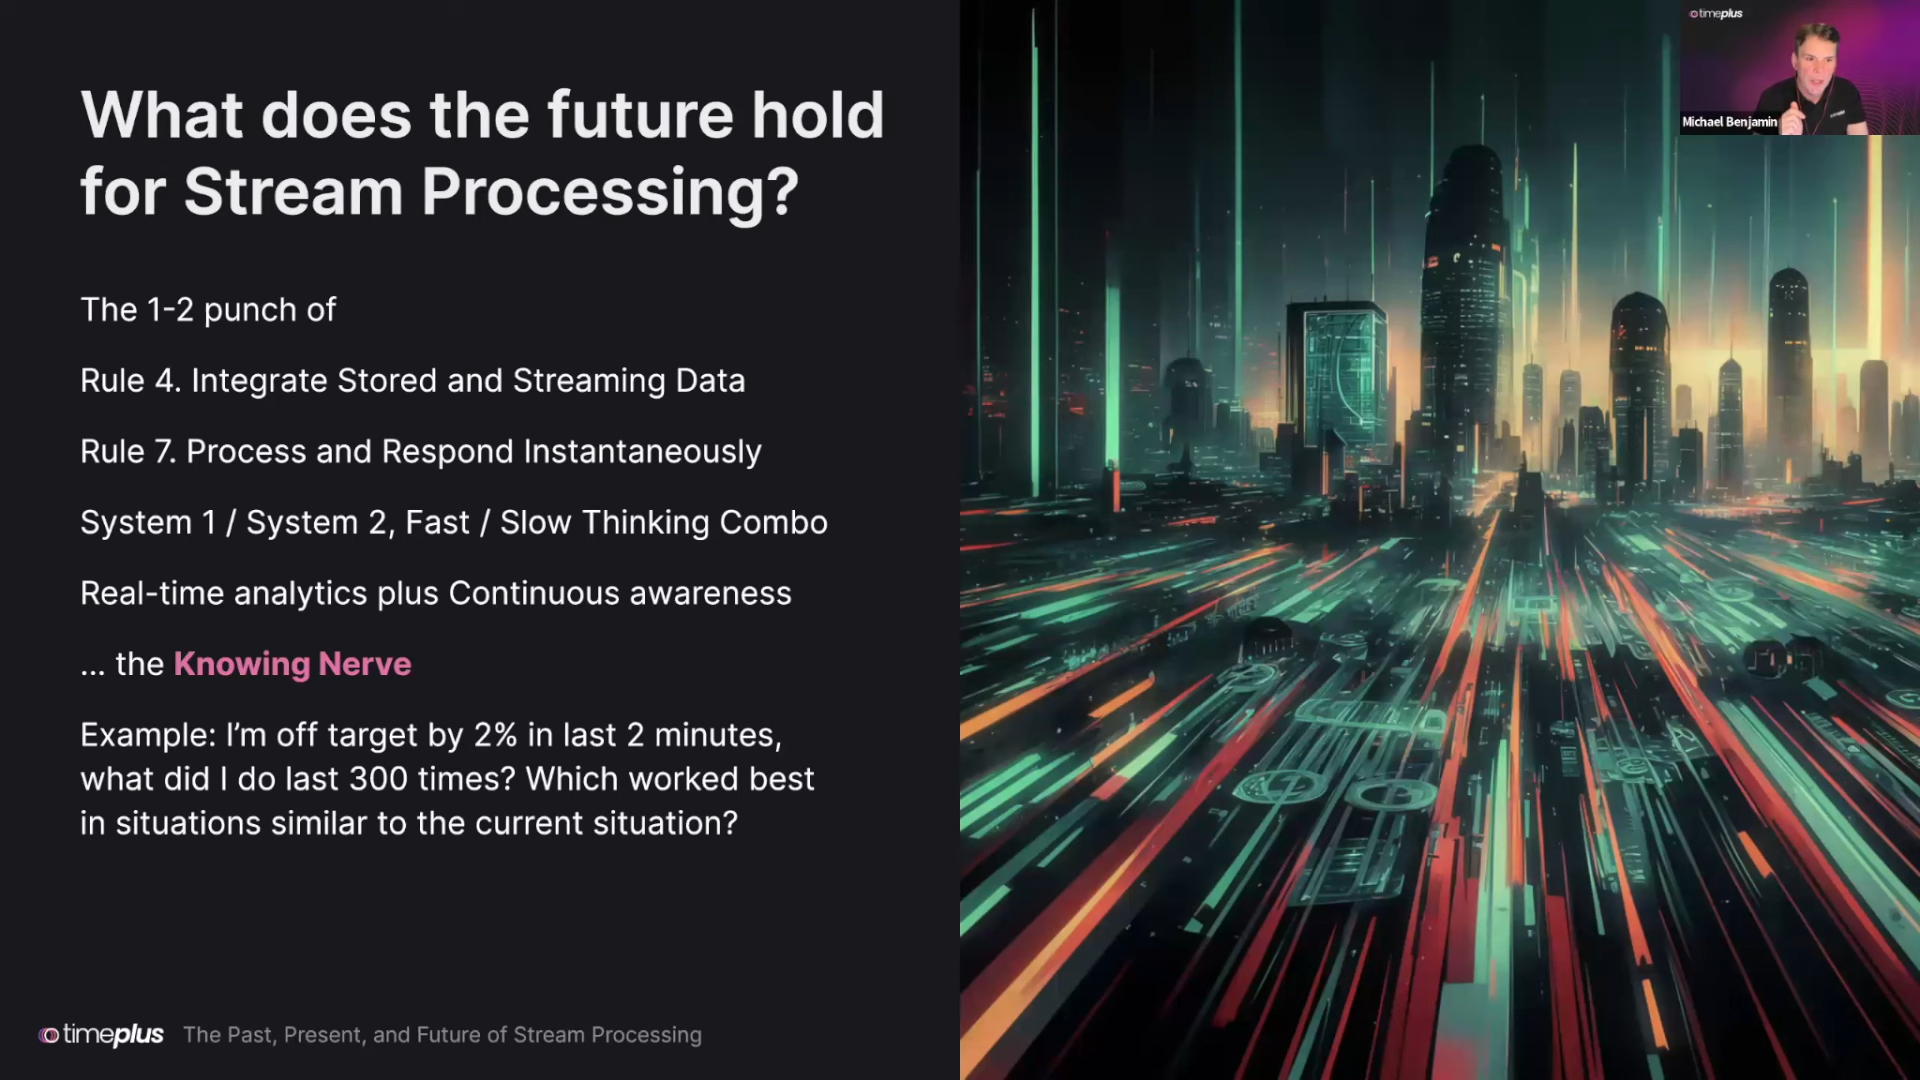 What does the future hold
for Stream Processing?
The 1-2 punch of
Rule 4. Integrate Stored and Streaming Data
Rule 7. Process and Respond Instantaneously
System 1 / System 2, Fast / Slow Thinking Combo
Real-time analytics plus Continuous awareness
... the Knowing Nerve
Example: I’m off target by 2% in last 2 minutes,
what did I do last 300 times? Which worked best
in situations similar to the current situation?
timeplus The Past, Present, and Future of Stream Processing
timeplus
Michael Benjamin